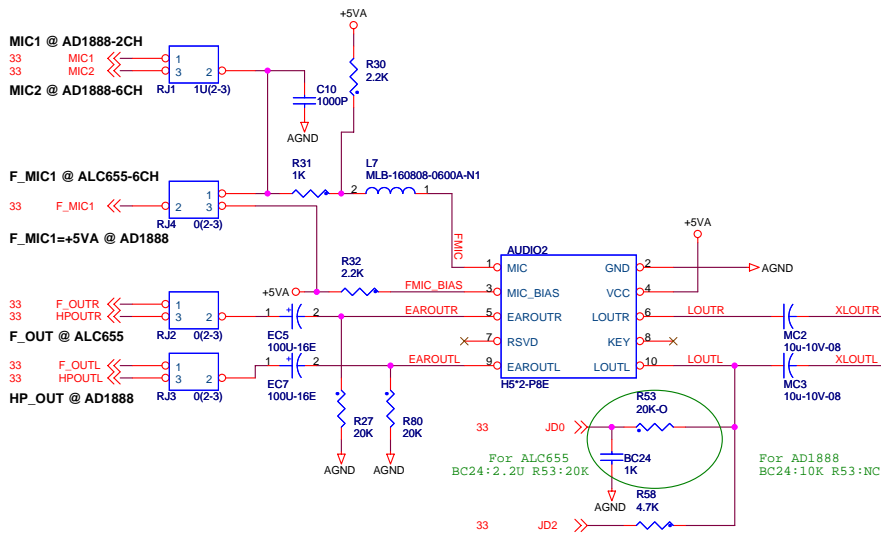 +5VA
MIC1 @ AD1888-2CH
33 MIC1 1
33 MIC2 3 2
MIC2 @ AD1888-6CH
RJ1 1U(2-3)
R30
2.2K
C10
1000P
AGND
R31
1K
L7
MLB-160808-0600A-N1
2 1
F_MIC1 @ ALC655-6CH
33 F_MIC1 2 1
3
RJ4 0(2-3)
F_MIC1=+5VA @ AD1888
FMIC
R32
2.2K
+5VA
FMIC_BIAS
AUDIO2
1 MIC GND 2
3 MIC_BIAS VCC 4
5 EAROUTR LOUTR 6
7 RSVD KEY 8
9 EAROUTL LOUTL 10
H5*2-P8E
+5VA
AGND
33 F_OUTR 1
33 HPOUTR 3 2
RJ2 0(2-3)
F_OUT @ ALC655
1 + 2
EC5
100U-16E
EAROUTR
LOUTR
XLOUTR
MC2
10u-10V-08
33 F_OUTL 1
33 HPOUTL 3 2
RJ3 0(2-3)
HP_OUT @ AD1888
1 + 2
EC7
100U-16E
EAROUTL
LOUTL
XLOUTL
MC3
10u-10V-08
R27
20K
R80
20K
AGND
AGND
R53
20K-O
33 JD0
BC24
1K
AGND
For ALC655
BC24:2.2U R53:20K
For AD1888
BC24:10K R53:NC
R58
4.7K
33 JD2